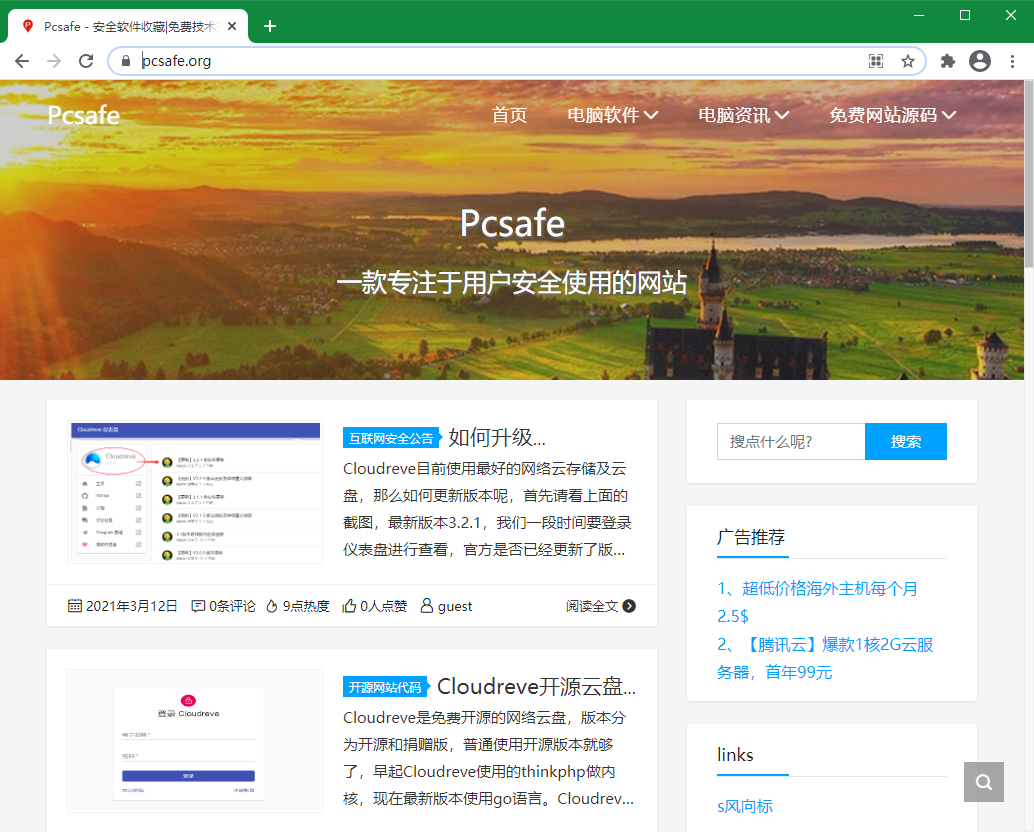 Pcsafe - 安全软件收藏|免费技术
pcsafe.org
Pcsafe
首页 电脑软件 电脑资讯 免费网站源码
Pcsafe
一款专注于用户安全使用的网站
Cloudreve 仪表盘
Cloudreve
互联网安全公告 如何升级...
Cloudreve目前使用最好的网络云存储及云
盘，那么如何更新版本呢，首先请看上面的
截图，最新版本3.2.1，我们一段时间要登录
仪表盘进行查看，官方是否已经更新了版...
2021年3月12日 0条评论 9点热度 0人点赞 guest 阅读全文
登录 Cloudreve
登录
开源网站代码 Cloudreve开源云盘...
Cloudreve是免费开源的网络云盘，版本分
为开源和捐赠版，普通使用开源版本就够
了，早起Cloudreve使用的thinkphp做内
核，现在最新版本使用go语言。Cloudrev...
搜点什么呢? 搜索
广告推荐
1、超低价格海外主机每个月
2.5$
2、【腾讯云】爆款1核2G云服
务器，首年99元
links
s风向标